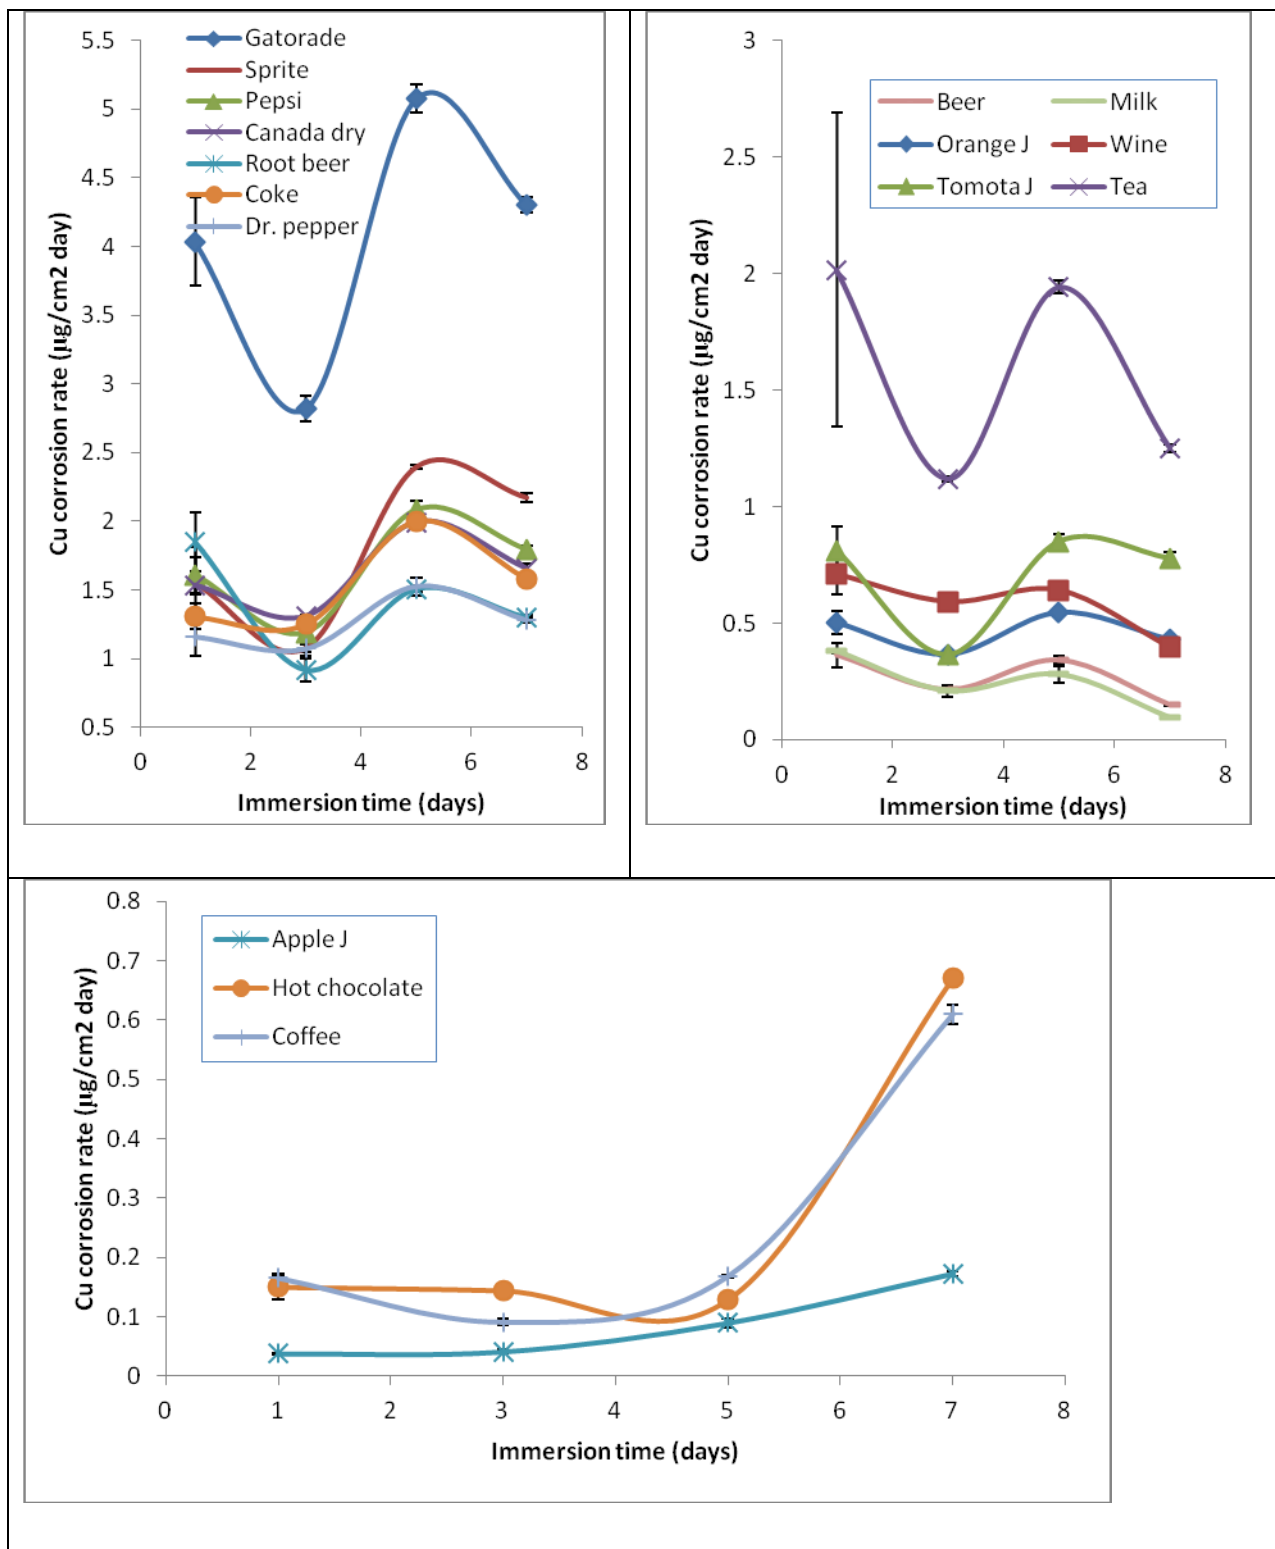 5.5
5
4.5
4
3.5
3
2.5
2
1.5
1
0.5
0 2 4 6 8
Cu corrosion rate (µg/cm2 day)
Immersion time (days)
Gatorade
Sprite
Pepsi
Canada dry
Root beer
Coke
Dr. pepper
3
2.5
2
1.5
1
0.5
0
0 2 4 6 8
Cu corrosion rate (µg/cm2 day)
Immersion time (days)
Beer Milk
Orange J Wine
Tomota J Tea
0.8
0.7
0.6
0.5
0.4
0.3
0.2
0.1
0
0 1 2 3 4 5 6 7 8
Cu corrosion rate (µg/cm2 day)
Immersion time (days)
Apple J
Hot chocolate
Coffee